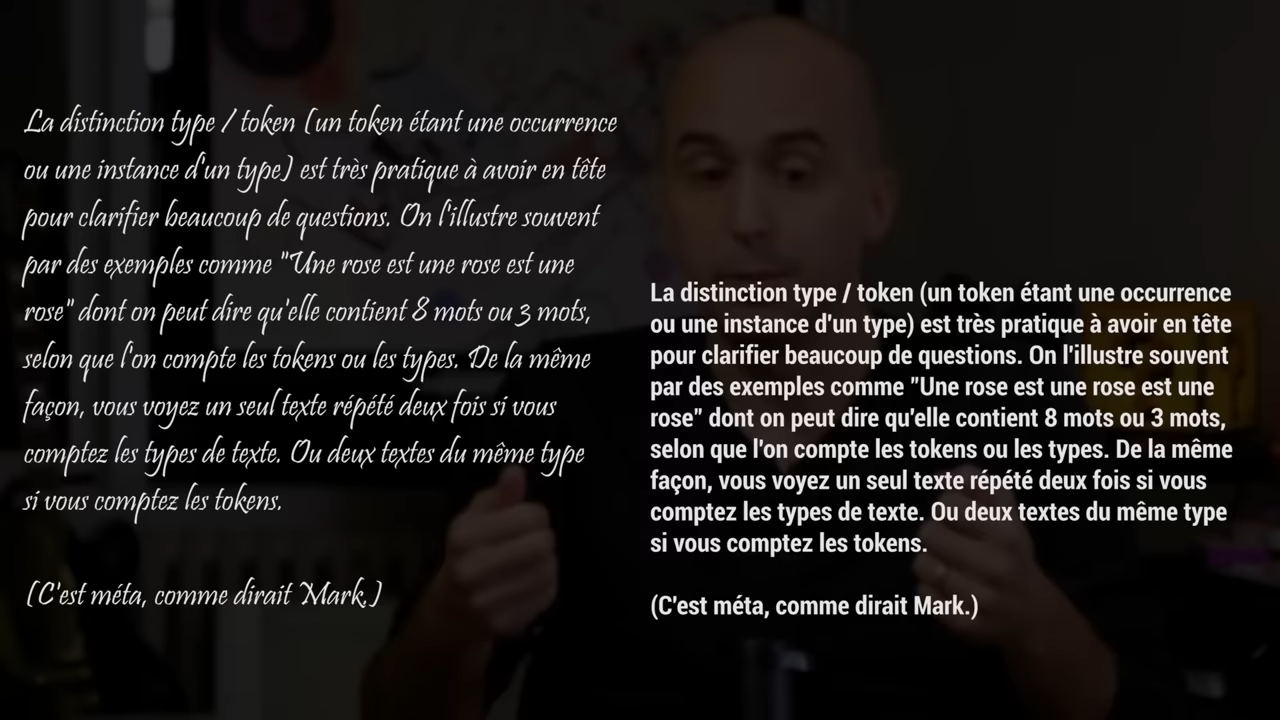 La distinction type / token (un token étant une occurrence
ou une instance d'un type) est très pratique à avoir en tête
pour clarifier beaucoup de questions. On l'illustre souvent
par des exemples comme "Une rose est une rose est une
rose" dont on peut dire qu'elle contient 8 mots ou 3 mots,
selon que l'on compte les tokens ou les types. De la même
façon, vous voyez un seul texte répété deux fois si vous
comptez les types de texte. Ou deux textes du même type
si vous comptez les tokens.
(C'est méta, comme dirait Mark.)
La distinction type / token (un token étant une occurrence
ou une instance d'un type) est très pratique à avoir en tête
pour clarifier beaucoup de questions. On l'illustre souvent
par des exemples comme "Une rose est une rose est une
rose" dont on peut dire qu'elle contient 8 mots ou 3 mots,
selon que l'on compte les tokens ou les types. De la même
façon, vous voyez un seul texte répété deux fois si vous
comptez les types de texte. Ou deux textes du même type
si vous comptez les tokens.
(C'est méta, comme dirait Mark.)